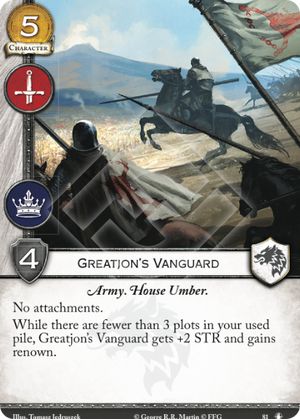 5
CHARACTER
4
GREATJON'S VANGUARD
Army. House Umber.
No attachments.
While there are fewer than 3 plots in your used
pile, Greatjon's Vanguard gets +2 STR and gains
renown.
Illus. Tomasz Jedruszek
© George R.R. Martin © FFG
81